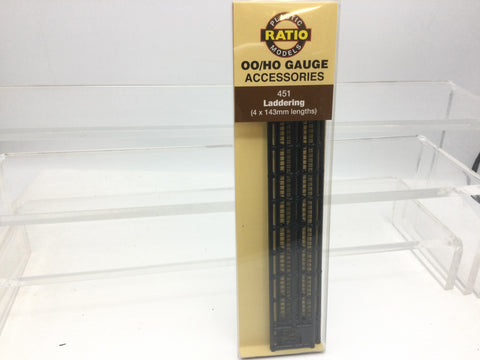 PLASTIC
RATIO
MODELS
OO/HO GAUGE
ACCESSORIES
451
Laddering
(4 x 143mm lengths)